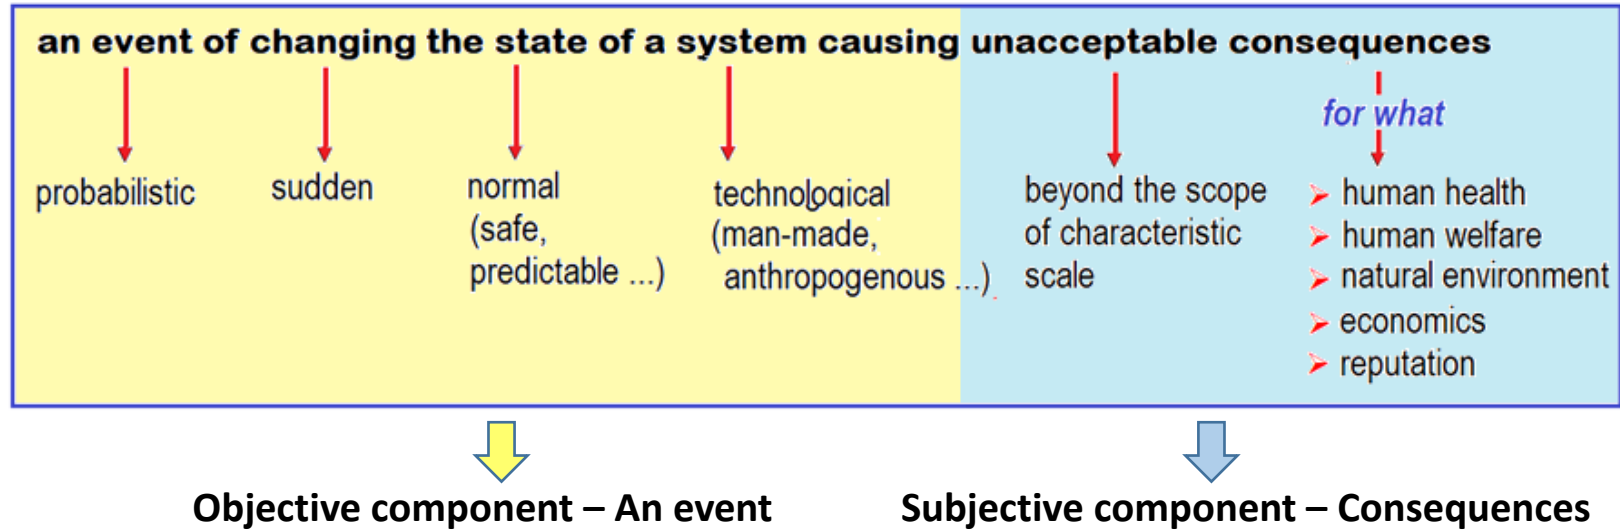 an event of changing the state of a system causing unacceptable consequences
for what
probabilistic
sudden
normal
(safe,
predictable ...)
technological
(man-made,
anthropogenous ...)
beyond the scope
of characteristic
scale
➢ human health
➢ human welfare
➢ natural environment
➢ economics
➢ reputation
Objective component – An event
Subjective component – Consequences